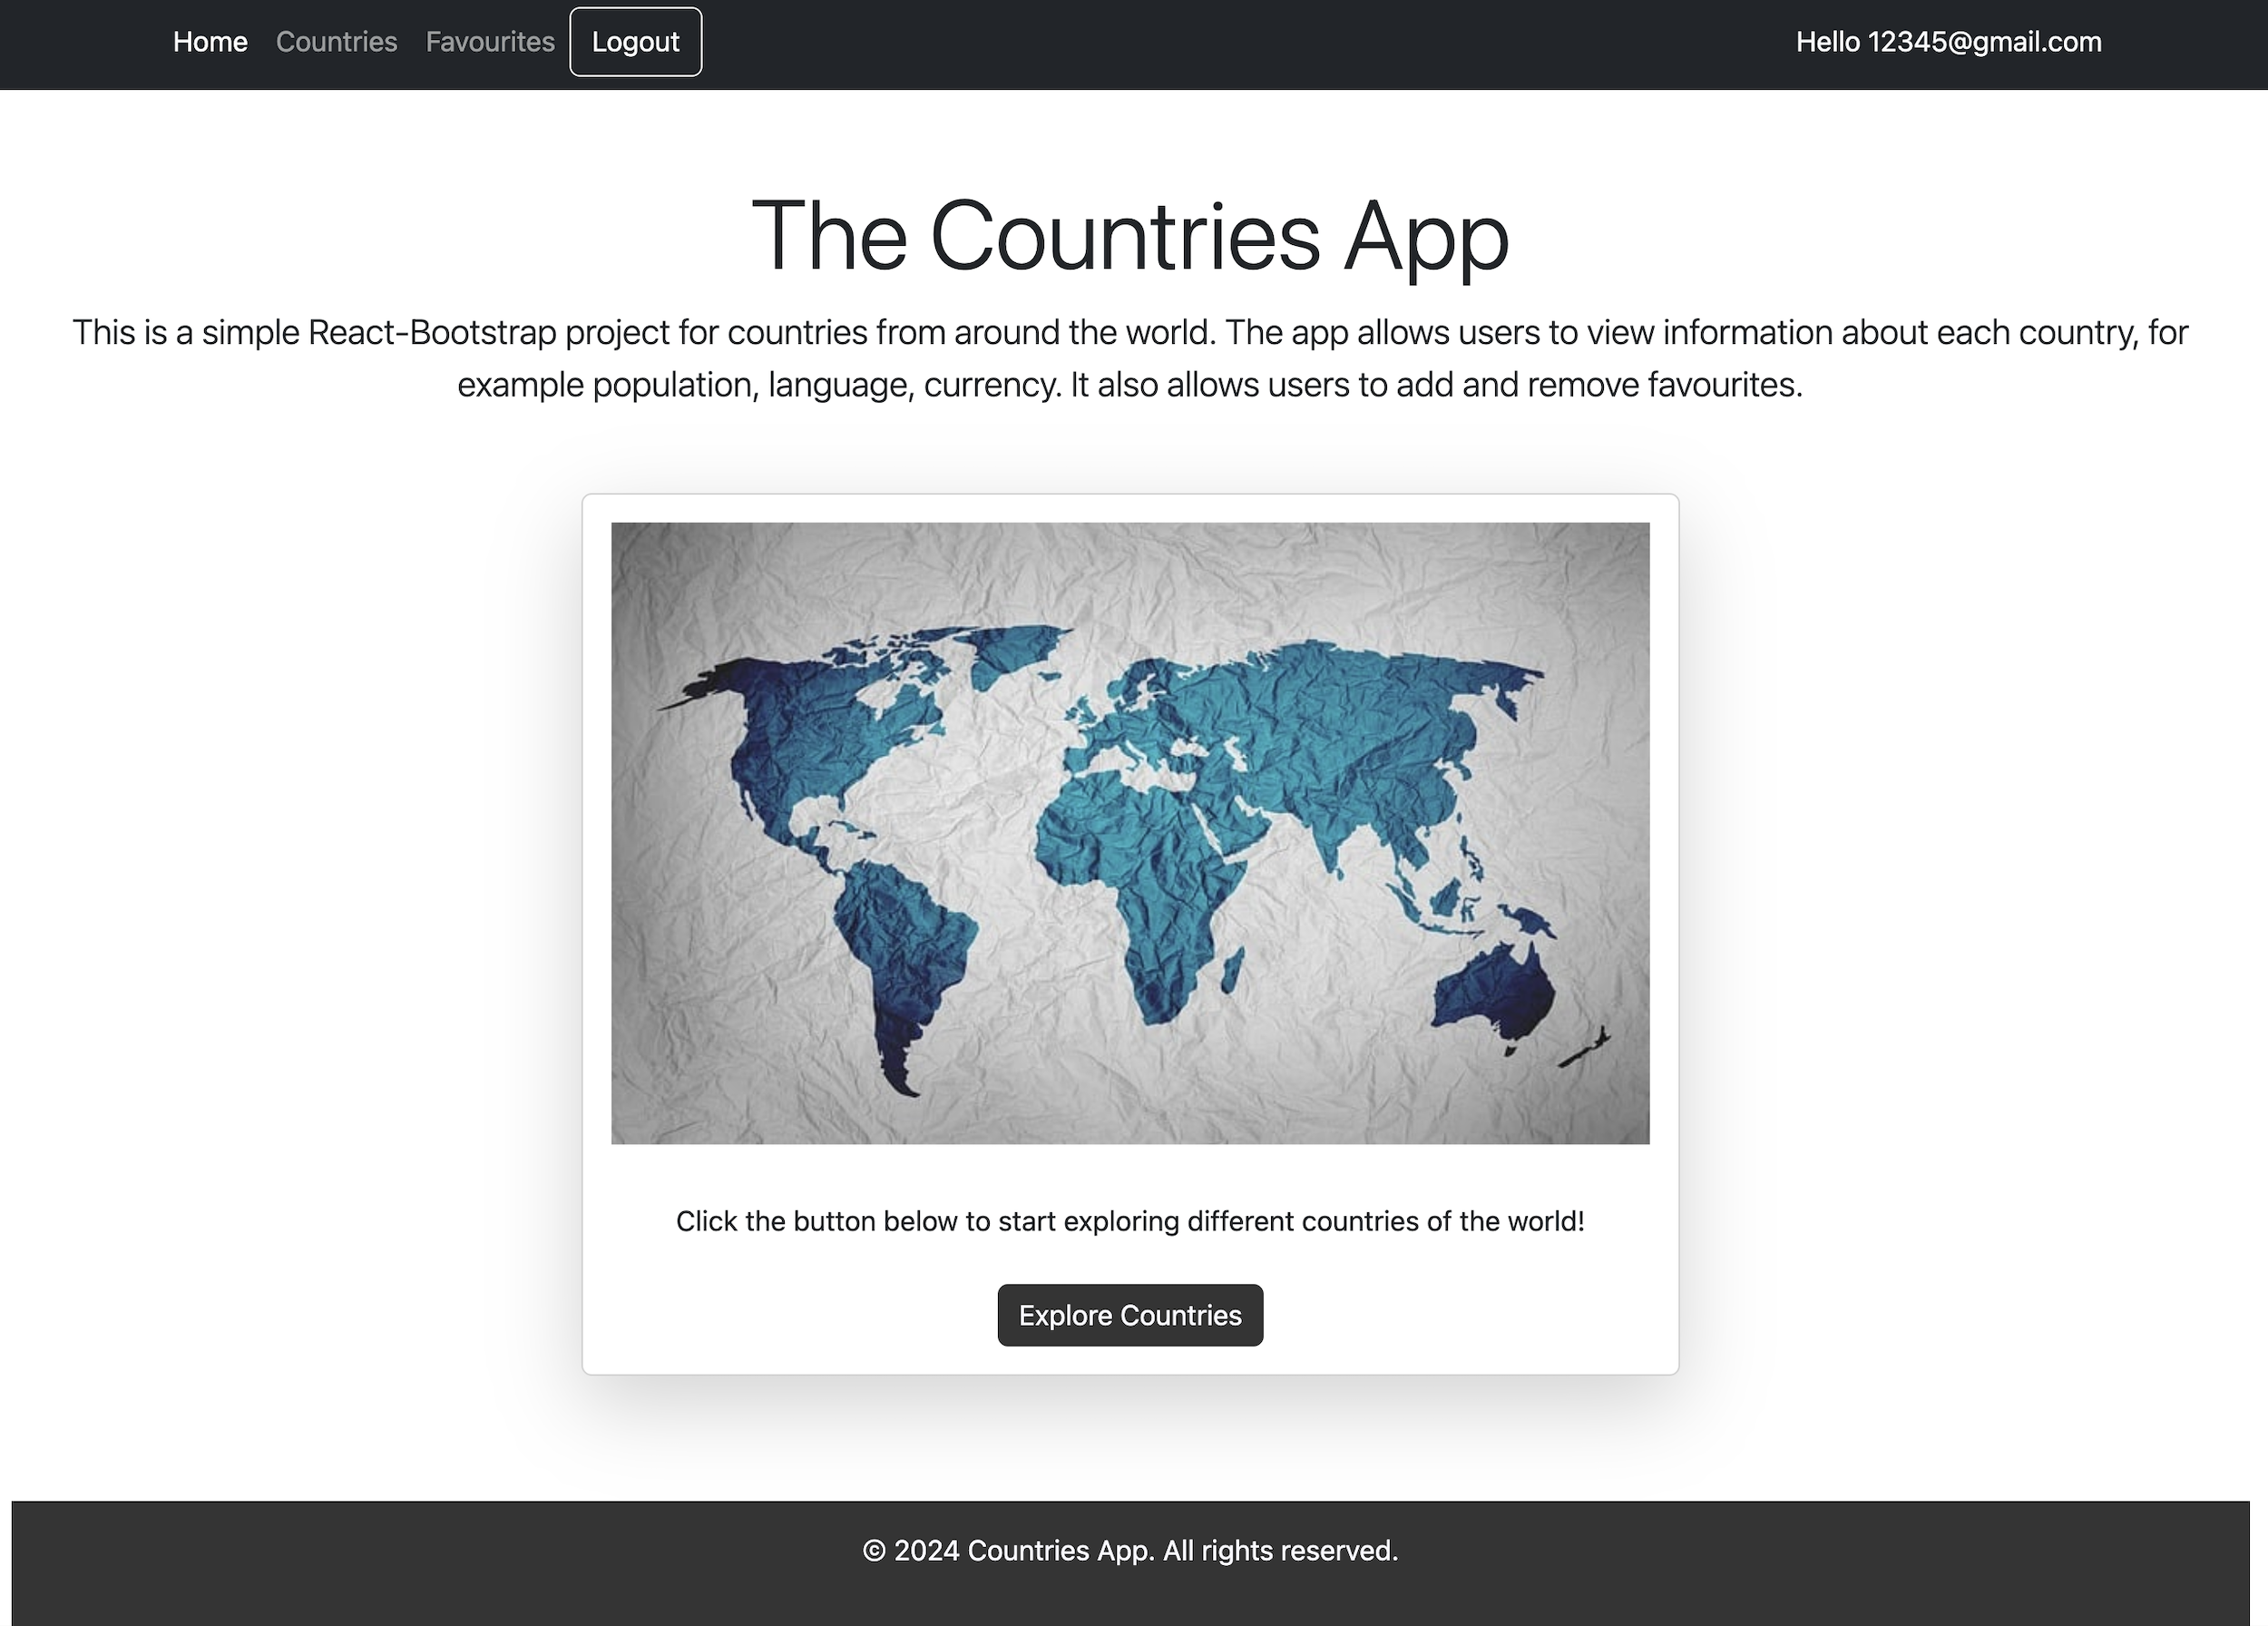 Home Countries Favourites Logout Hello 12345@gmail.com
The Countries App
This is a simple React-Bootstrap project for countries from around the world. The app allows users to view information about each country, for
example population, language, currency. It also allows users to add and remove favourites.
Click the button below to start exploring different countries of the world!
Explore Countries
© 2024 Countries App. All rights reserved.